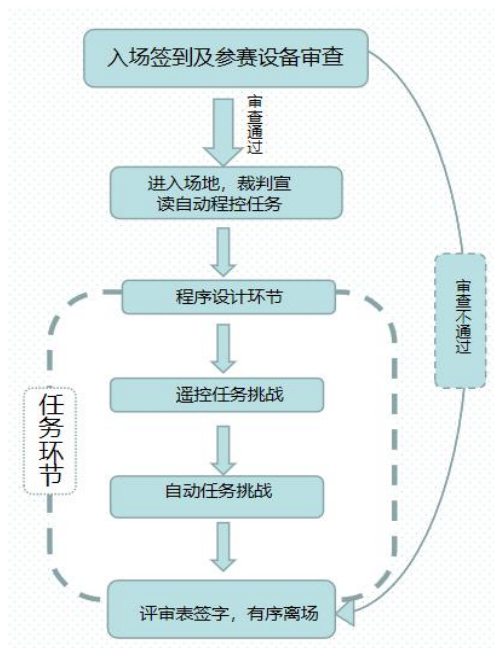 入场签到及参赛设备审查
审查通过
进入场地，裁判宣
读自动程控任务
程序设计环节
审查不通过
遥控任务挑战
任务环节
自动任务挑战
评审表签字，有序离场